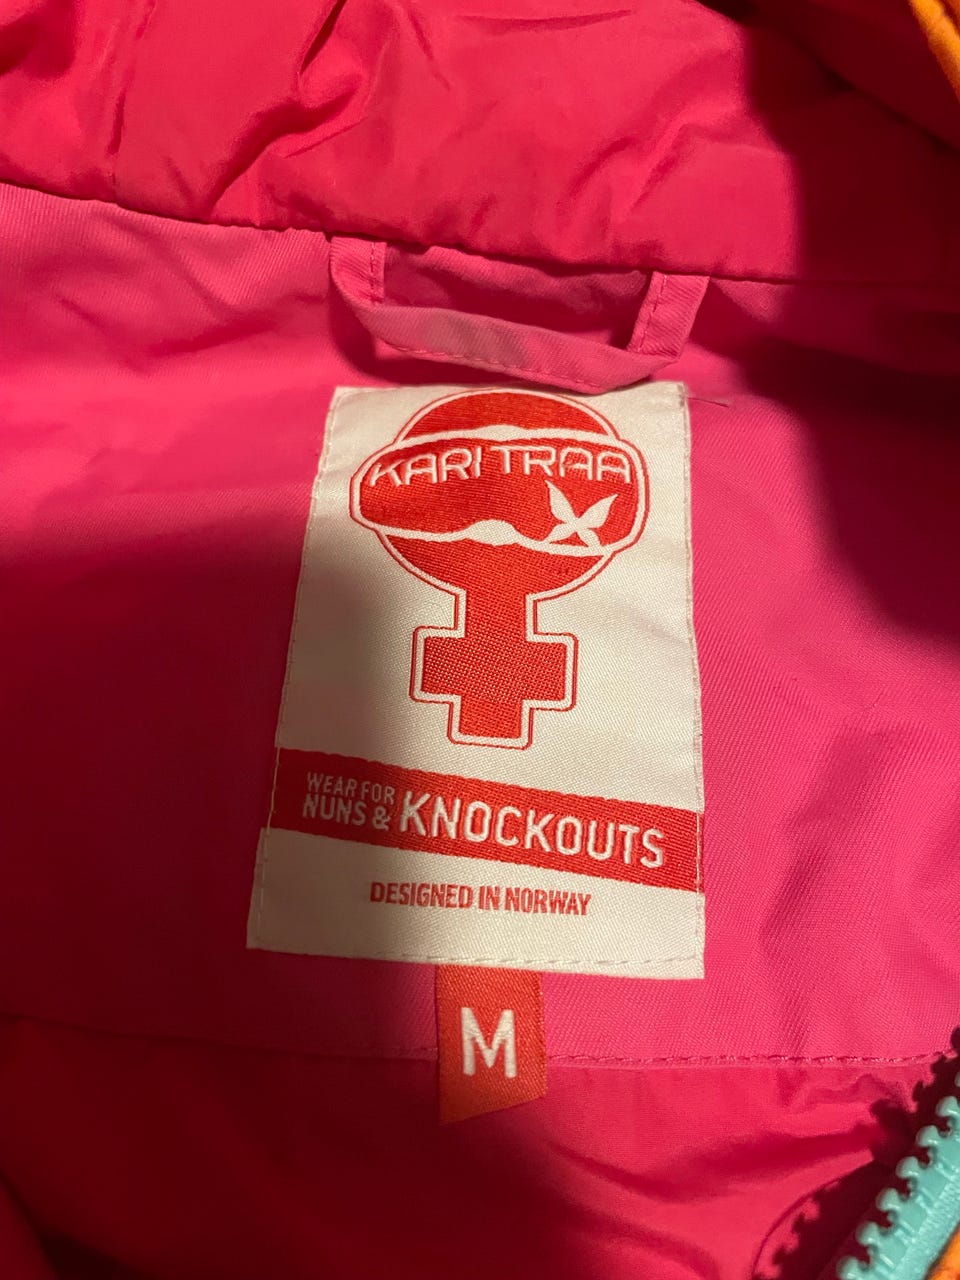 KARI TRAA
WEAR FOR
NUNS & KNOCKOUTS
DESIGNED IN NORWAY
M